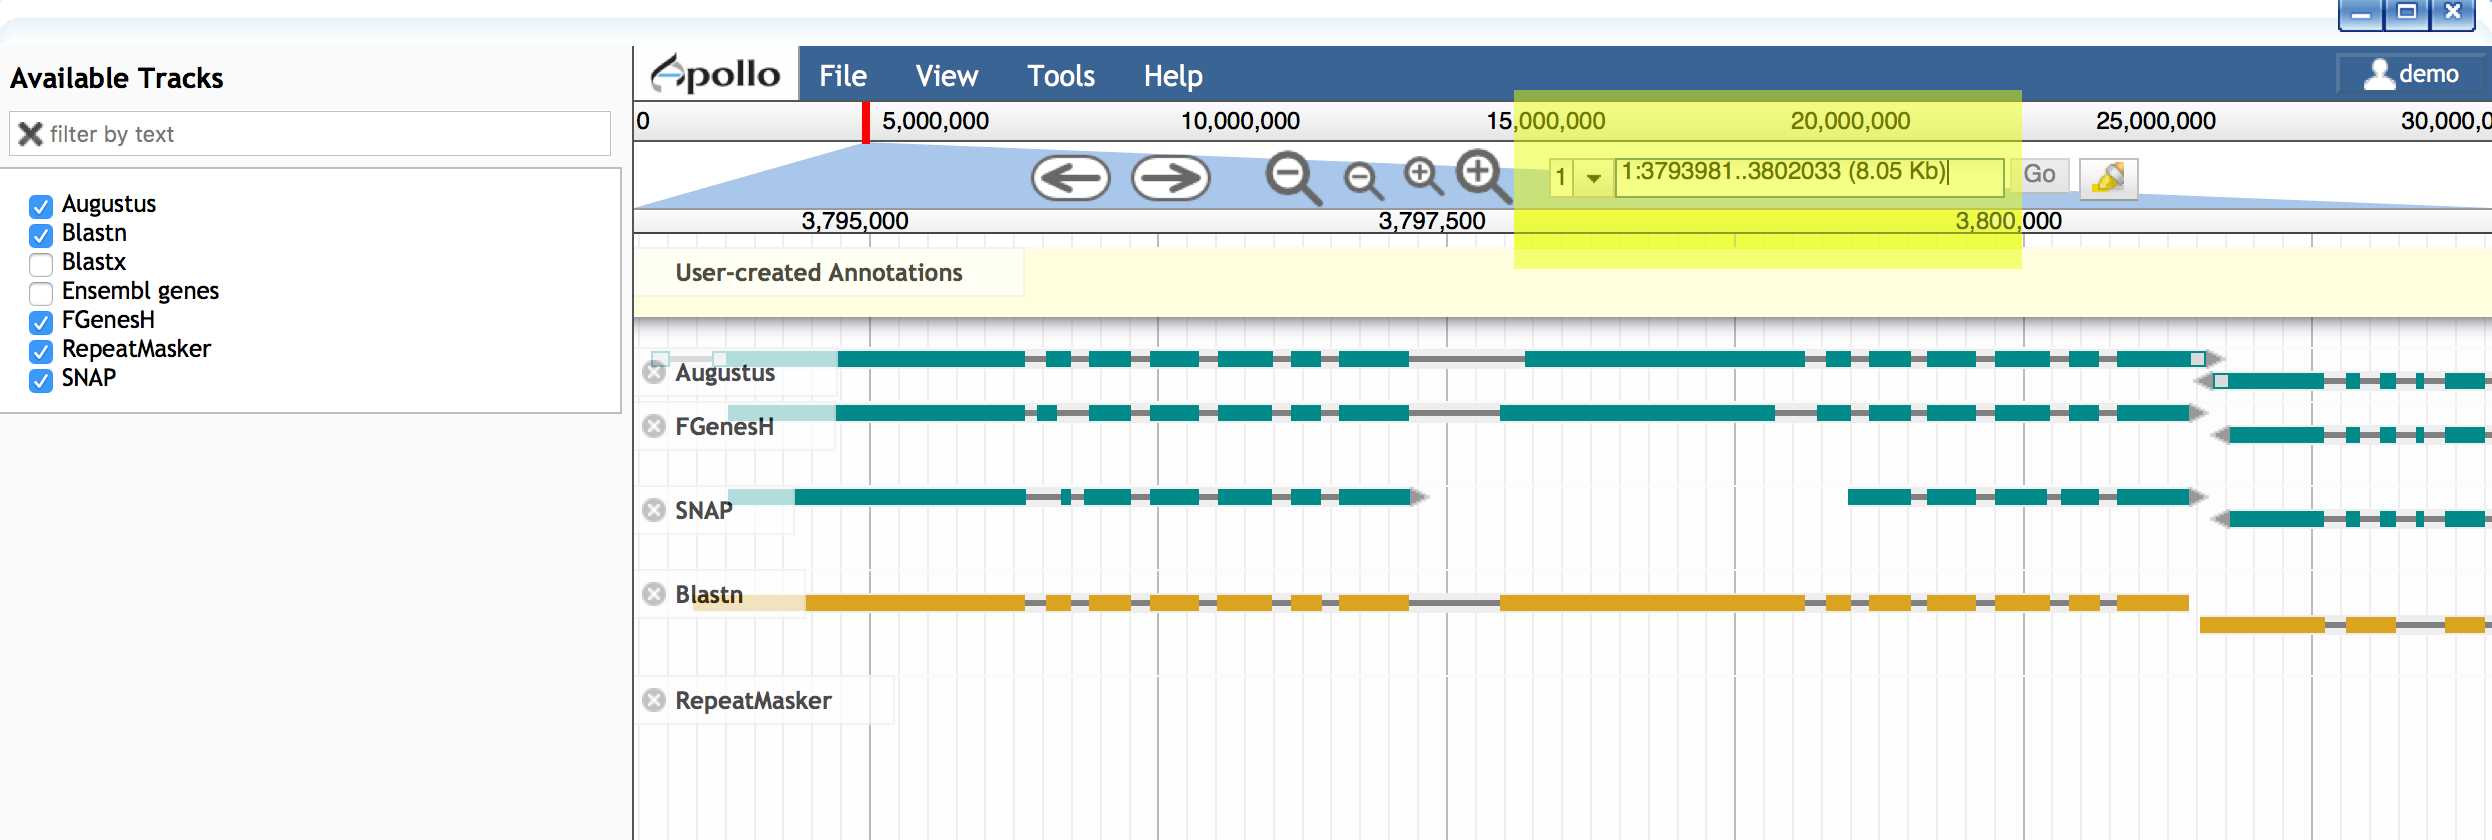 Available Tracks
filter by text
Augustus
Blastn
Blastx
Ensembl genes
FGenesH
RepeatMasker
SNAP
Apollo File View Tools Help demo
0 5,000,000 10,000,000 15,000,000 20,000,000 25,000,000 30,000,0
1 1:3793981..3802033 (8.05 Kb) Go
3,795,000 3,797,500 3,800,000
User-created Annotations
Augustus
FGenesH
SNAP
Blastn
RepeatMasker